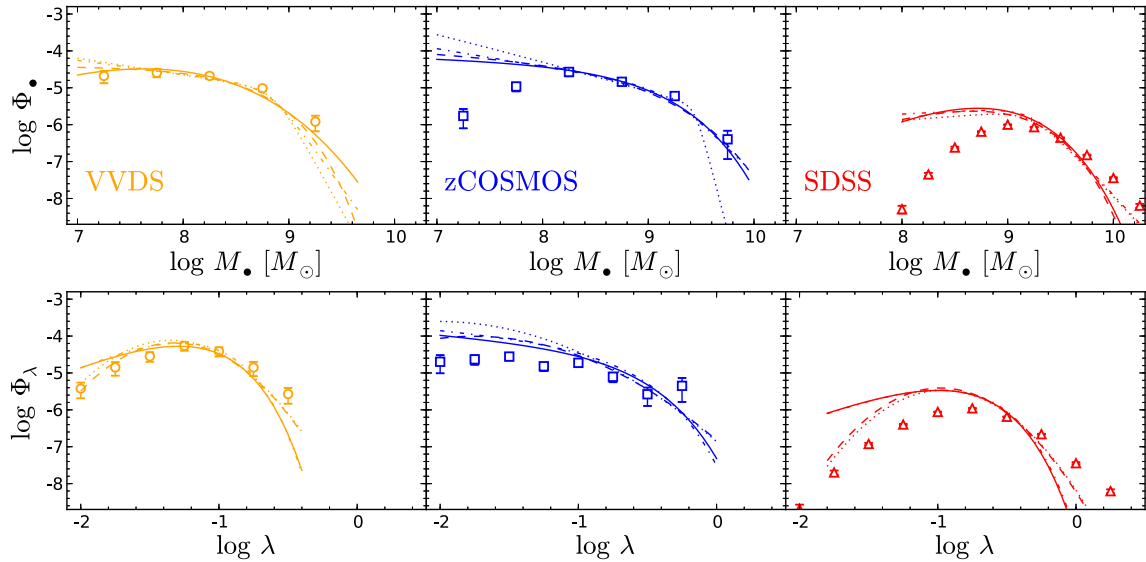 -3
-4
-5
-6
-7
-8
log Φ•
VVDS
zCOSMOS
SDSS
7 8 9 10 7 8 9 10 7 8 9 10
log M• [M⊙] log M• [M⊙] log M• [M⊙]
-3
-4
-5
-6
-7
-8
log Φλ
-2 -1 0 -2 -1 0 -2 -1 0
log λ log λ log λ